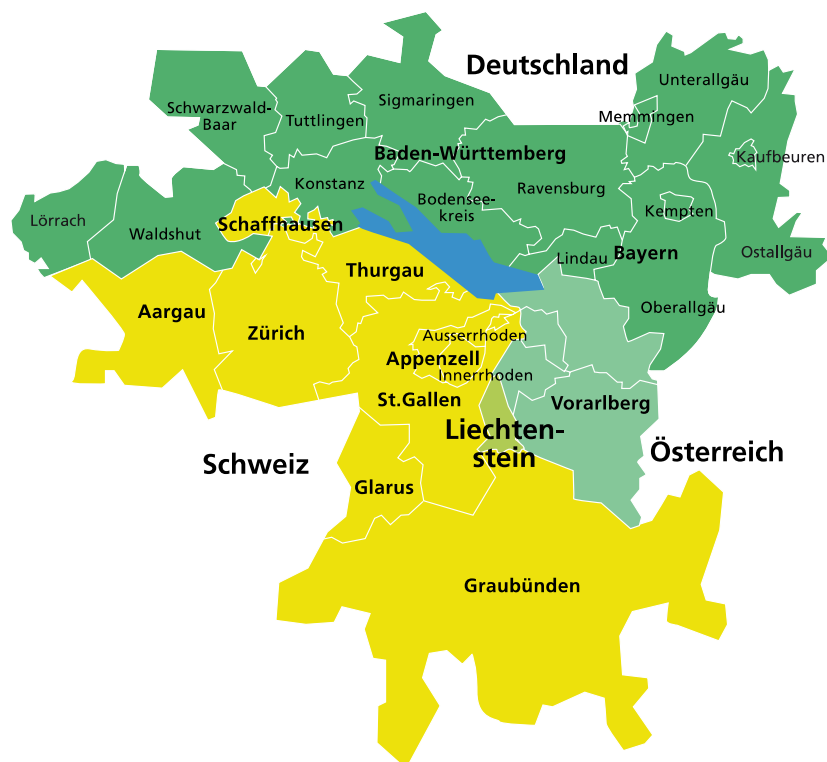 Deutschland
Unterallgäu
Schwarzwald-
Baar
Sigmaringen
Tuttlingen
Memmingen
Baden-Württemberg
Kaufbeuren
Konstanz
Ravensburg
Bodensee-
kreis
Kempten
Lörrach
Waldshut
Schaffhausen
Lindau
Bayern
Ostallgäu
Thurgau
Oberallgäu
Aargau
Zürich
Ausserrhoden
Appenzell
Innerrhoden
St.Gallen
Vorarlberg
Liechten-
stein
Schweiz
Österreich
Glarus
Graubünden